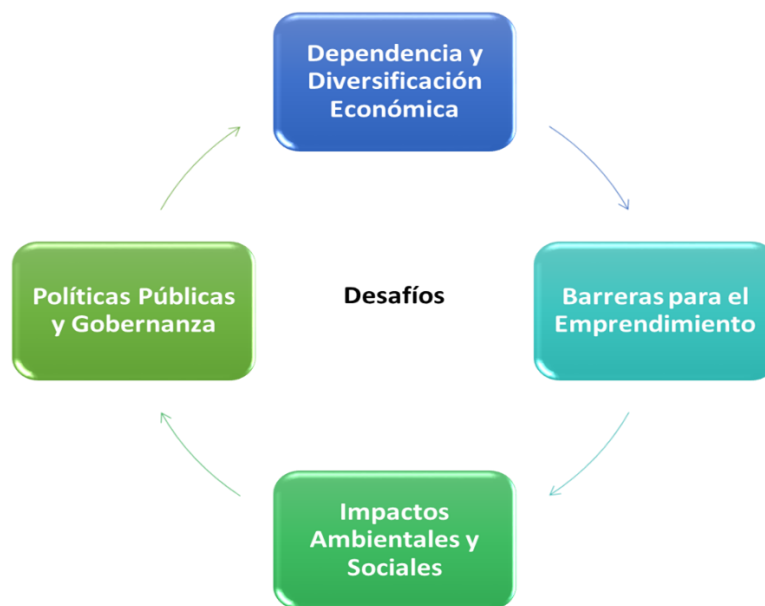 Dependencia y
Diversificación
Económica
Políticas Públicas
y Gobernanza
Desafíos
Barreras para el
Emprendimiento
Impactos
Ambientales y
Sociales